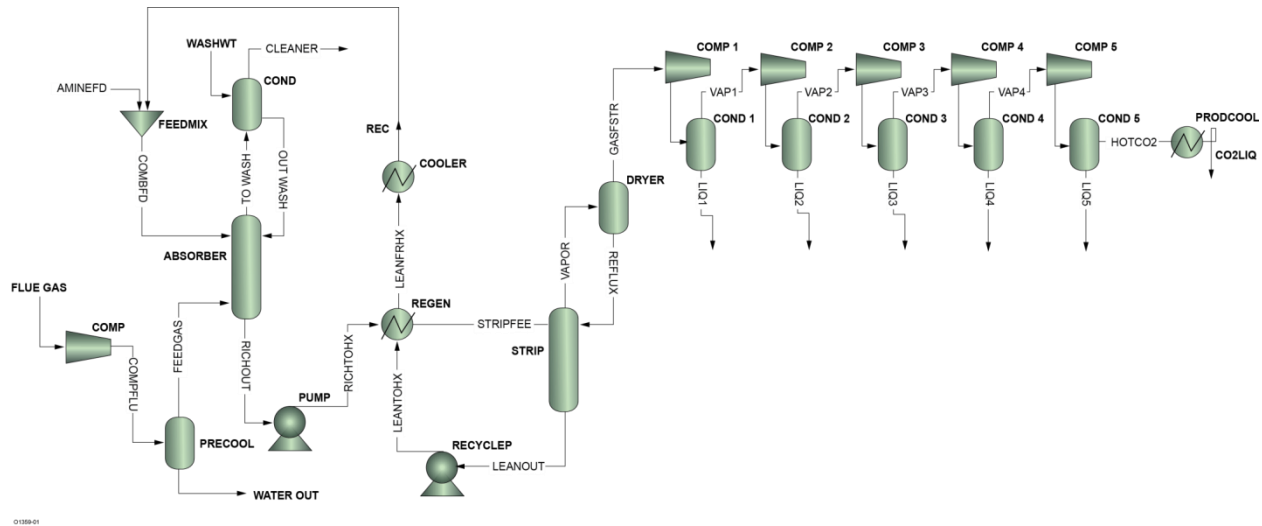 WASHWT
CLEANER
COND
AMINEFD
FEEDMIX
REC
COOLER
COMBFD
TO WASH
OUT WASH
ABSORBER
LEANFRHX
FLUE GAS
COMP
COMPFLU
FEEDGAS
RICHOUT
PRECOOL
WATER OUT
PUMP
RICHTOHX
REGEN
LEANTOHX
STRIPFEE
RECYCLEP
LEANOUT
STRIP
VAPOR
REFLUX
DRYER
GASFSTR
COMP 1
COMP 2
COMP 3
COMP 4
COMP 5
VAP1
VAP2
VAP3
VAP4
COND 1
COND 2
COND 3
COND 4
COND 5
HOTCO2
PRODCOOL
CO2LIQ
LIQ1
LIQ2
LIQ3
LIQ4
LIQ5
O1359-01